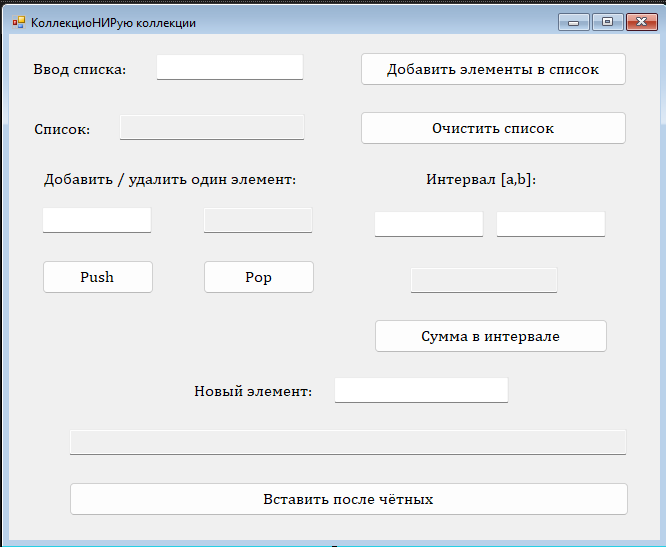 КоллекциоНИРую коллекции
Ввод списка:
Добавить элементы в список
Список:
Очистить список
Добавить / удалить один элемент:
Интервал [a,b]:
Push
Pop
Сумма в интервале
Новый элемент:
Вставить после чётных